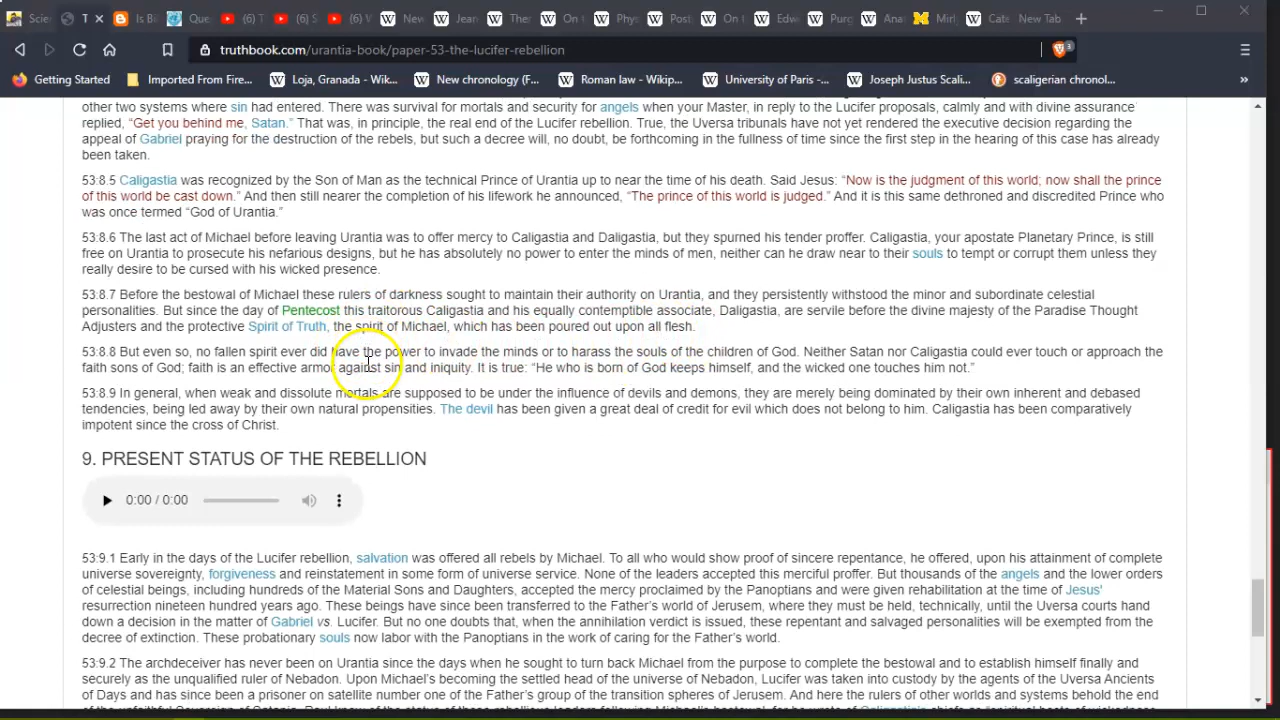 Scie
T
Is B
Que
(6) T
(6) S
(6) V
New
Jean
Ther
On
Phy
Post
On
Edw
Purg
Ana
Mirl
Cate
New Tab
truthbook.com/urantia-book/paper-53-the-lucifer-rebellion
3
Getting Started
Imported From Fire...
Loja, Granada - Wik...
New chronology (F...
Roman law - Wikip...
University of Paris -...
Joseph Justus Scali...
scaligerian chronol...
»
other two systems where sin had entered. There was survival for mortals and security for angels when your Master, in reply to the Lucifer proposals, calmly and with divine assurance
replied, “Get you behind me, Satan.” That was, in principle, the real end of the Lucifer rebellion. True, the Uversa tribunals have not yet rendered the executive decision regarding the
appeal of Gabriel praying for the destruction of the rebels, but such a decree will, no doubt, be forthcoming in the fullness of time since the first step in the hearing of this case has already
been taken.
53:8.5 Caligastia was recognized by the Son of Man as the technical Prince of Urantia up to near the time of his death. Said Jesus: “Now is the judgment of this world; now shall the prince
of this world be cast down.” And then still nearer the completion of his lifework he announced, “The prince of this world is judged.” And it is this same dethroned and discredited Prince who
was once termed “God of Urantia.”
53:8.6 The last act of Michael before leaving Urantia was to offer mercy to Caligastia and Daligastia, but they spurned his tender proffer. Caligastia, your apostate Planetary Prince, is still
free on Urantia to prosecute his nefarious designs, but he has absolutely no power to enter the minds of men, neither can he draw near to their souls to tempt or corrupt them unless they
really desire to be cursed with his wicked presence.
53:8.7 Before the bestowal of Michael these rulers of darkness sought to maintain their authority on Urantia, and they persistently withstood the minor and subordinate celestial
personalities. But since the day of Pentecost this traitorous Caligastia and his equally contemptible associate, Daligastia, are servile before the divine majesty of the Paradise Thought
Adjusters and the protective Spirit of Truth, the spirit of Michael, which has been poured out upon all flesh.
53:8.8 But even so, no fallen spirit ever did have the power to invade the minds or to harass the souls of the children of God. Neither Satan nor Caligastia could ever touch or approach the
faith sons of God; faith is an effective armor against sin and iniquity. It is true: “He who is born of God keeps himself, and the wicked one touches him not.”
53:8.9 In general, when weak and dissolute mortals are supposed to be under the influence of devils and demons, they are merely being dominated by their own inherent and debased
tendencies, being led away by their own natural propensities. The devil has been given a great deal of credit for evil which does not belong to him. Caligastia has been comparatively
impotent since the cross of Christ.
9. PRESENT STATUS OF THE REBELLION
0:00 / 0:00
53:9.1 Early in the days of the Lucifer rebellion, salvation was offered all rebels by Michael. To all who would show proof of sincere repentance, he offered, upon his attainment of complete
universe sovereignty, forgiveness and reinstatement in some form of universe service. None of the leaders accepted this merciful proffer. But thousands of the angels and the lower orders
of celestial beings, including hundreds of the Material Sons and Daughters, accepted the mercy proclaimed by the Panoptians and were given rehabilitation at the time of Jesus'
resurrection nineteen hundred years ago. These beings have since been transferred to the Father’s world of Jerusem, where they must be held, technically, until the Uversa courts hand
down a decision in the matter of Gabriel vs. Lucifer. But no one doubts that, when the annihilation verdict is issued, these repentant and salvaged personalities will be exempted from the
decree of extinction. These probationary souls now labor with the Panoptians in the work of caring for the Father’s world.
53:9.2 The archdeceiver has never been on Urantia since the days when he sought to turn back Michael from the purpose to complete the bestowal and to establish himself finally and
securely as the unqualified ruler of Nebadon. Upon Michael’s becoming the settled head of the universe of Nebadon, Lucifer was taken into custody by the agents of the Uversa Ancients
of Days and has since been a prisoner on satellite number one of the Father’s group of the transition spheres of Jerusem. And here the rulers of other worlds and systems behold the end